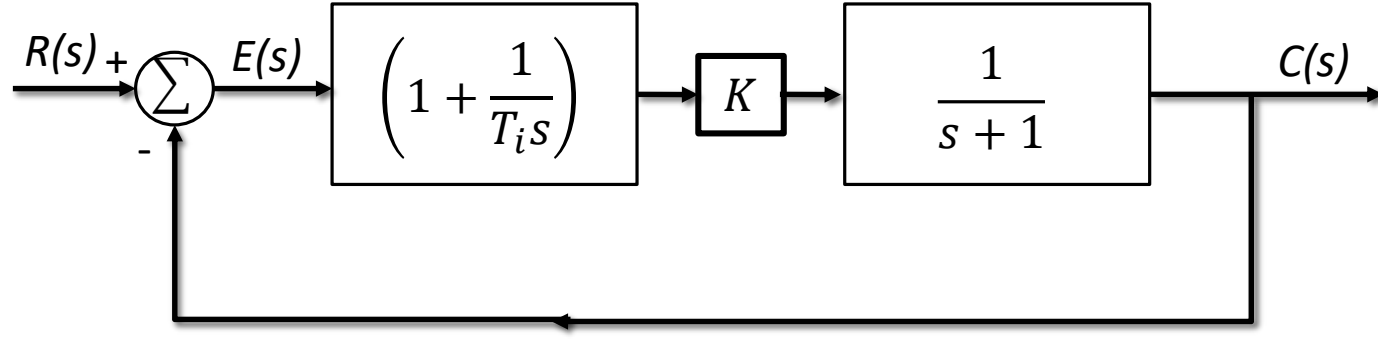 R(s) + Σ E(s) (1 + 1/(T_i s)) K 1/(s + 1) C(s)
-